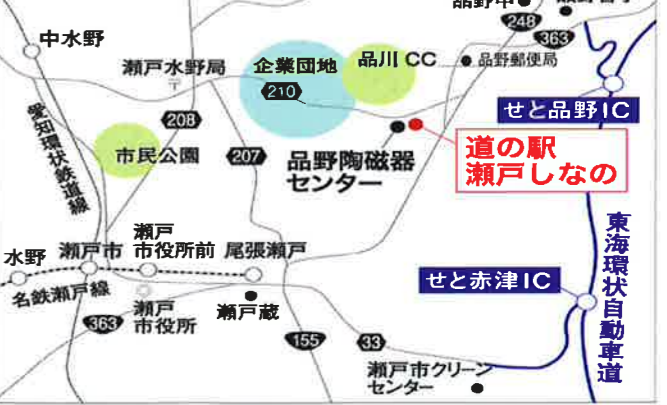 248
363
中水野
瀬戸水野局
企業団地
品川 CC
品野郵便局
210
208
せと品野IC
愛知環状鉄道線
市民公園
207
品野陶磁器
センター
道の駅
瀬戸しなの
東海環状自動車道
水野
瀬戸市
瀬戸
市役所前
尾張瀬戸
せと赤津IC
名鉄瀬戸線
瀬戸
市役所
瀬戸蔵
363
155
33
瀬戸市クリーン
センター